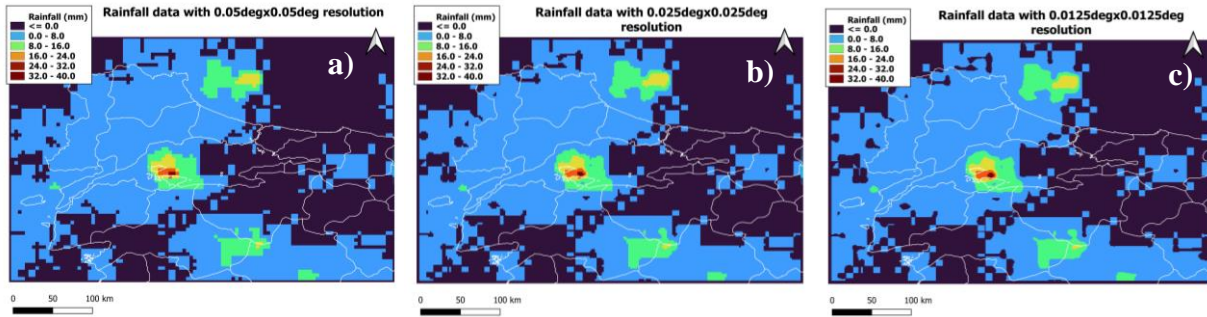 Rainfall data with 0.05degx0.05deg resolution
Rainfall (mm)
<= 0.0
0.0 - 8.0
8.0 - 16.0
16.0 - 24.0
24.0 - 32.0
32.0 - 40.0
a)
0 50 100 km
Rainfall data with 0.025degx0.025deg
resolution
Rainfall (mm)
<= 0.0
0.0 - 8.0
8.0 - 16.0
16.0 - 24.0
24.0 - 32.0
32.0 - 40.0
b)
0 50 100 km
Rainfall data with 0.0125degx0.0125deg
resolution
Rainfall (mm)
<= 0.0
0.0 - 8.0
8.0 - 16.0
16.0 - 24.0
24.0 - 32.0
32.0 - 40.0
c)
0 50 100 km